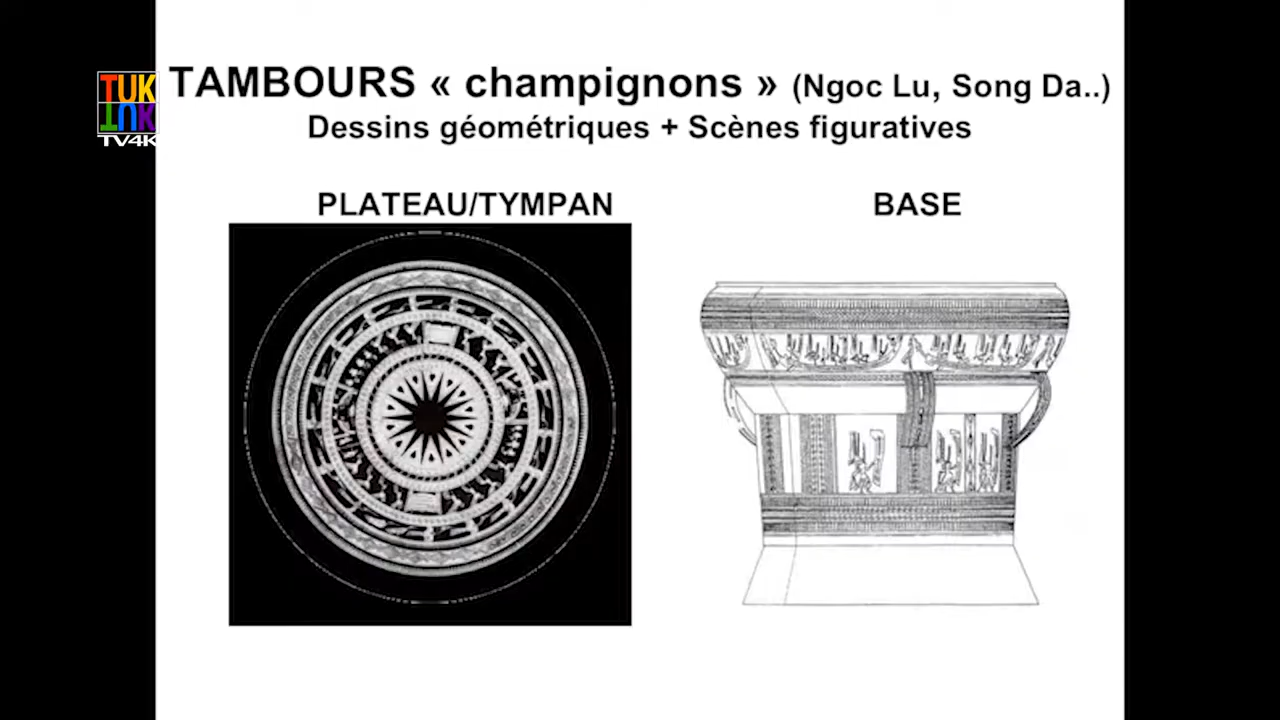 TAMBOURS « champignons » (Ngoc Lu, Song Da..)
Dessins géométriques + Scènes figuratives
PLATEAU/TYMPAN
BASE
TUK
TUK
TV4K